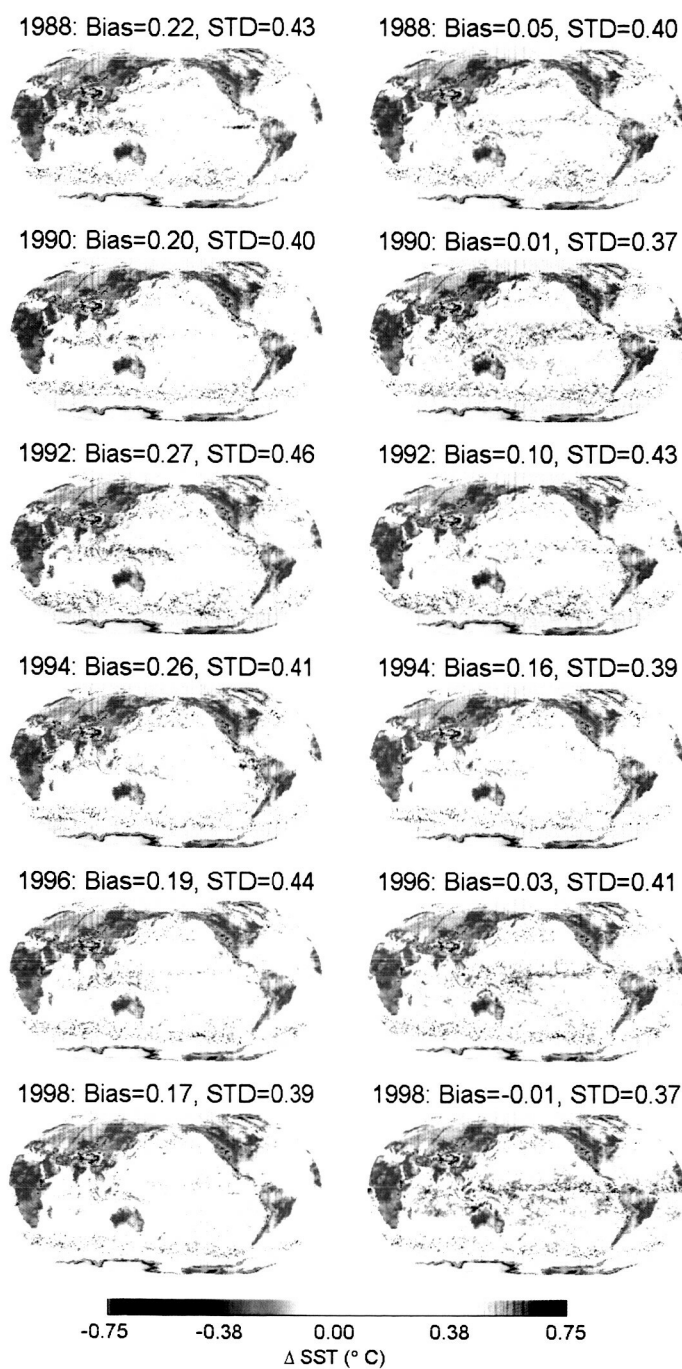 1988: Bias=0.22, STD=0.43
1988: Bias=0.05, STD=0.40
1990: Bias=0.20, STD=0.40
1990: Bias=0.01, STD=0.37
1992: Bias=0.27, STD=0.46
1992: Bias=0.10, STD=0.43
1994: Bias=0.26, STD=0.41
1994: Bias=0.16, STD=0.39
1996: Bias=0.19, STD=0.44
1996: Bias=0.03, STD=0.41
1998: Bias=0.17, STD=0.39
1998: Bias=-0.01, STD=0.37
-0.75 -0.38 0.00 0.38 0.75
Δ SST (° C)